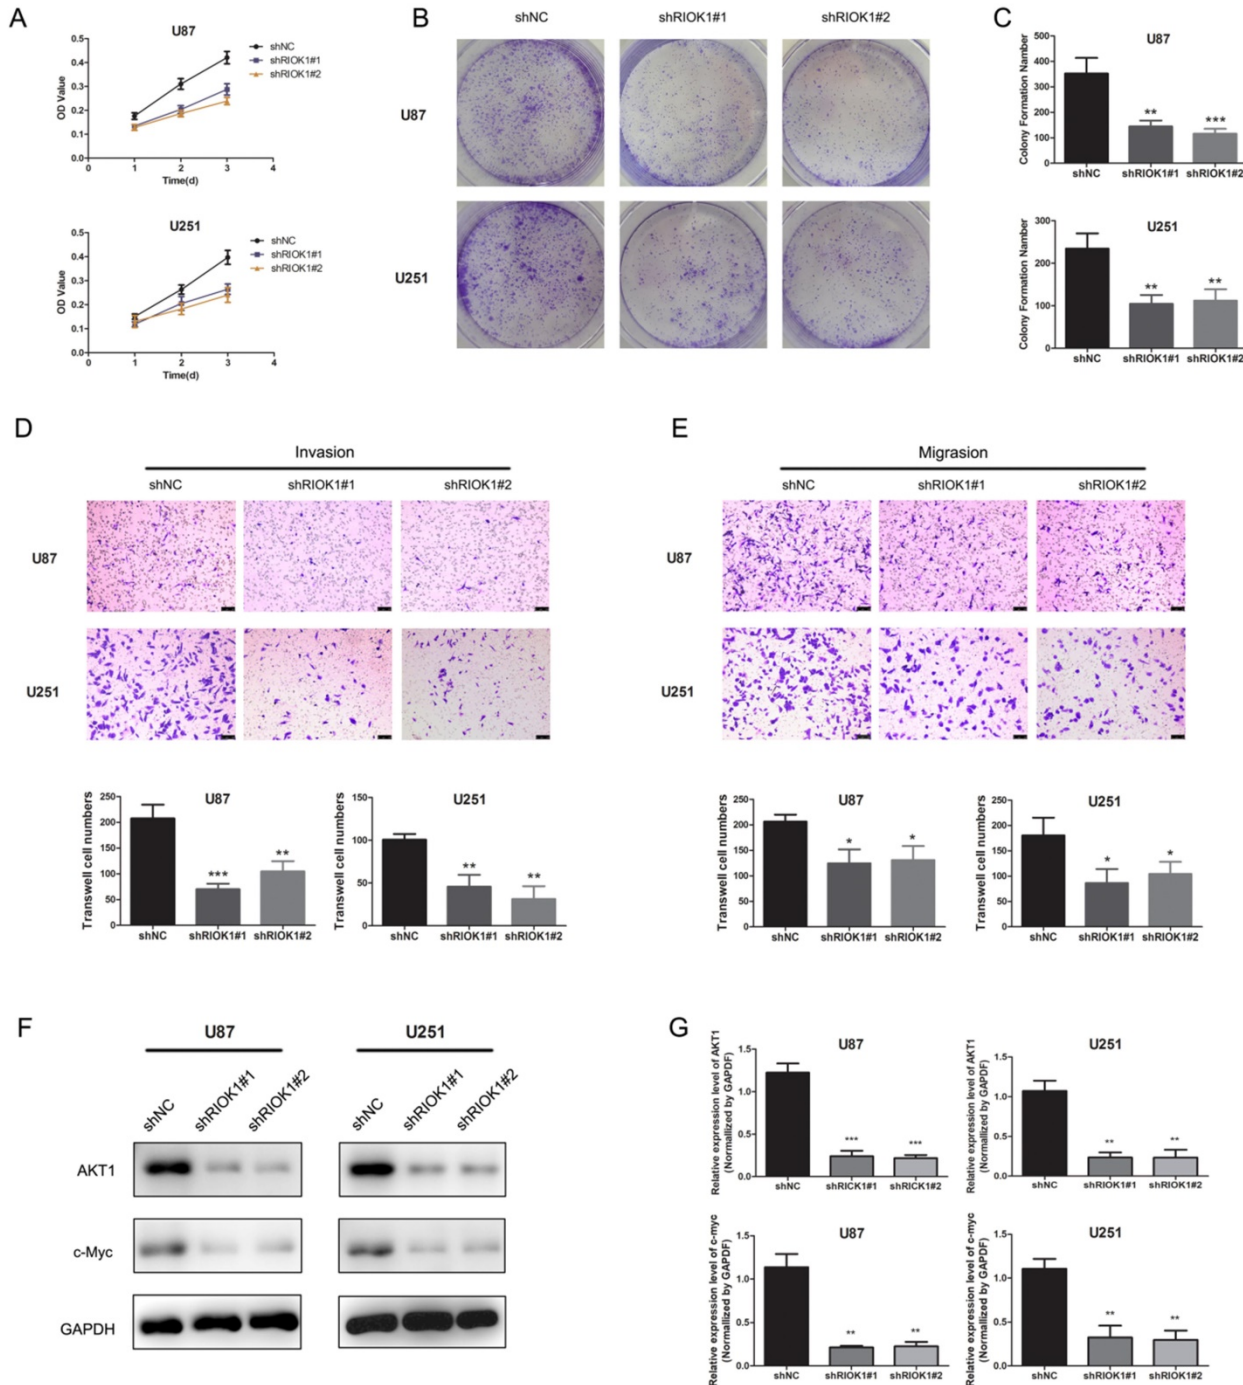 A
U87
shNC
shRIOK1#1
shRIOK1#2
OD Value
0.5
0.4
0.3
0.2
0.1
0.0
0 1 2 3 4
Time(d)
U251
shNC
shRIOK1#1
shRIOK1#2
OD Value
0.5
0.4
0.3
0.2
0.1
0.0
0 1 2 3 4
Time(d)
B
shNC shRIOK1#1 shRIOK1#2
U87
U251
C
U87
Colony Formation Namber
500
400
300
200
100
0
** ***
shNC shRIOK1#1 shRIOK1#2
U251
Colony Formation Namber
300
200
100
0
** **
shNC shRIOK1#1 shRIOK1#2
D
Invasion
shNC shRIOK1#1 shRIOK1#2
U87
U251
U87
Transwell cell numbers
250
200
150
100
50
0
*** **
shNC shRIOK1#1 shRIOK1#2
U251
Transwell cell numbers
150
100
50
0
** **
shNC shRIOK1#1 shRIOK1#2
E
Migrasion
shNC shRIOK1#1 shRIOK1#2
U87
U251
U87
Transwell cell numbers
250
200
150
100
50
0
* *
shNC shRIOK1#1 shRIOK1#2
U251
Transwell cell numbers
250
200
150
100
50
0
* *
shNC shRIOK1#1 shRIOK1#2
F
U87 U251
shNC shRIOK1#1 shRIOK1#2 shNC shRIOK1#1 shRIOK1#2
AKT1
c-Myc
GAPDH
G
U87
Relative expression level of AKT1
(Normallized by GAPDF)
1.5
1.0
0.5
0.0
*** ***
shNC shRICK1#1 shRICK1#2
U251
Relative expression level of AKT1
(Normallized by GAPDF)
1.5
1.0
0.5
0.0
** **
shNC shRIOK1#1 shRIOK1#2
U87
Relative expression level of c-myc
(Normallized by GAPDF)
1.5
1.0
0.5
0.0
** **
shNC shRIOK1#1 shRIOK1#2
U251
Relative expression level of c-myc
(Normallized by GAPDF)
1.5
1.0
0.5
0.0
** **
shNC shRIOK1#1 shRIOK1#2